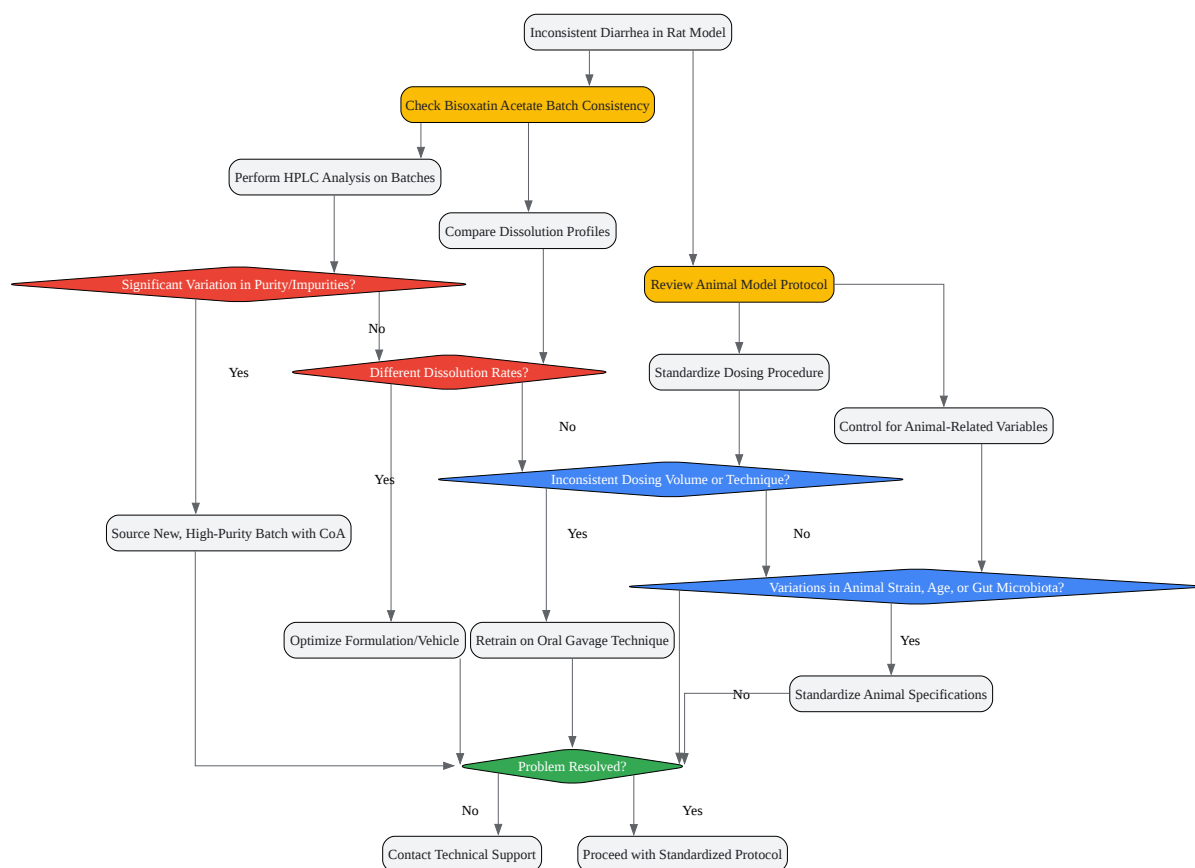 Inconsistent Diarrhea in Rat Model
Check Bisoxatin Acetate Batch Consistency
Perform HPLC Analysis on Batches
Compare Dissolution Profiles
Significant Variation in Purity/Impurities?
Review Animal Model Protocol
No
Yes
Different Dissolution Rates?
Standardize Dosing Procedure
No
Control for Animal-Related Variables
Yes
Inconsistent Dosing Volume or Technique?
Source New, High-Purity Batch with CoA
Yes
No
Variations in Animal Strain, Age, or Gut Microbiota?
Optimize Formulation/Vehicle
Retrain on Oral Gavage Technique
Yes
No
Standardize Animal Specifications
Problem Resolved?
No
Yes
Contact Technical Support
Proceed with Standardized Protocol